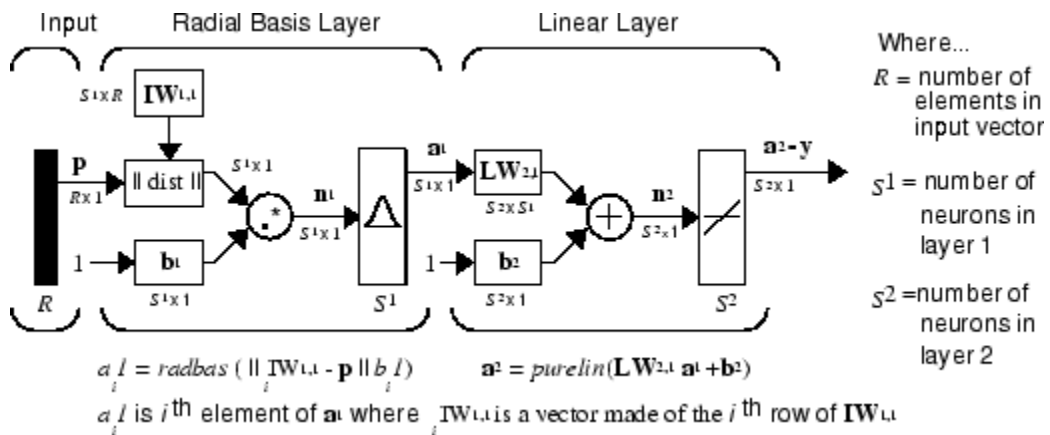 Input
Radial Basis Layer
Linear Layer
Where...
R = number of
elements in
input vector
S1 = number of
neurons in
layer 1
S2 =number of
neurons in
layer 2
S1xR
IW1,1
p
Rx1
|| dist ||
S1x1
.*
n1
S1x1
1
b1
S1x1
R
a1
S1x1
S1
LW2,1
S2xS1
1
b2
S2x1
n2
S2x1
a2-y
S2x1
S2
ai1 = radbas ( || iIW1,1 - p || bi1)
a2 = purelin(LW2,1 a1 +b2)
ai1 is i th element of a1 where iIW1,1 is a vector made of the i th row of IW1,1